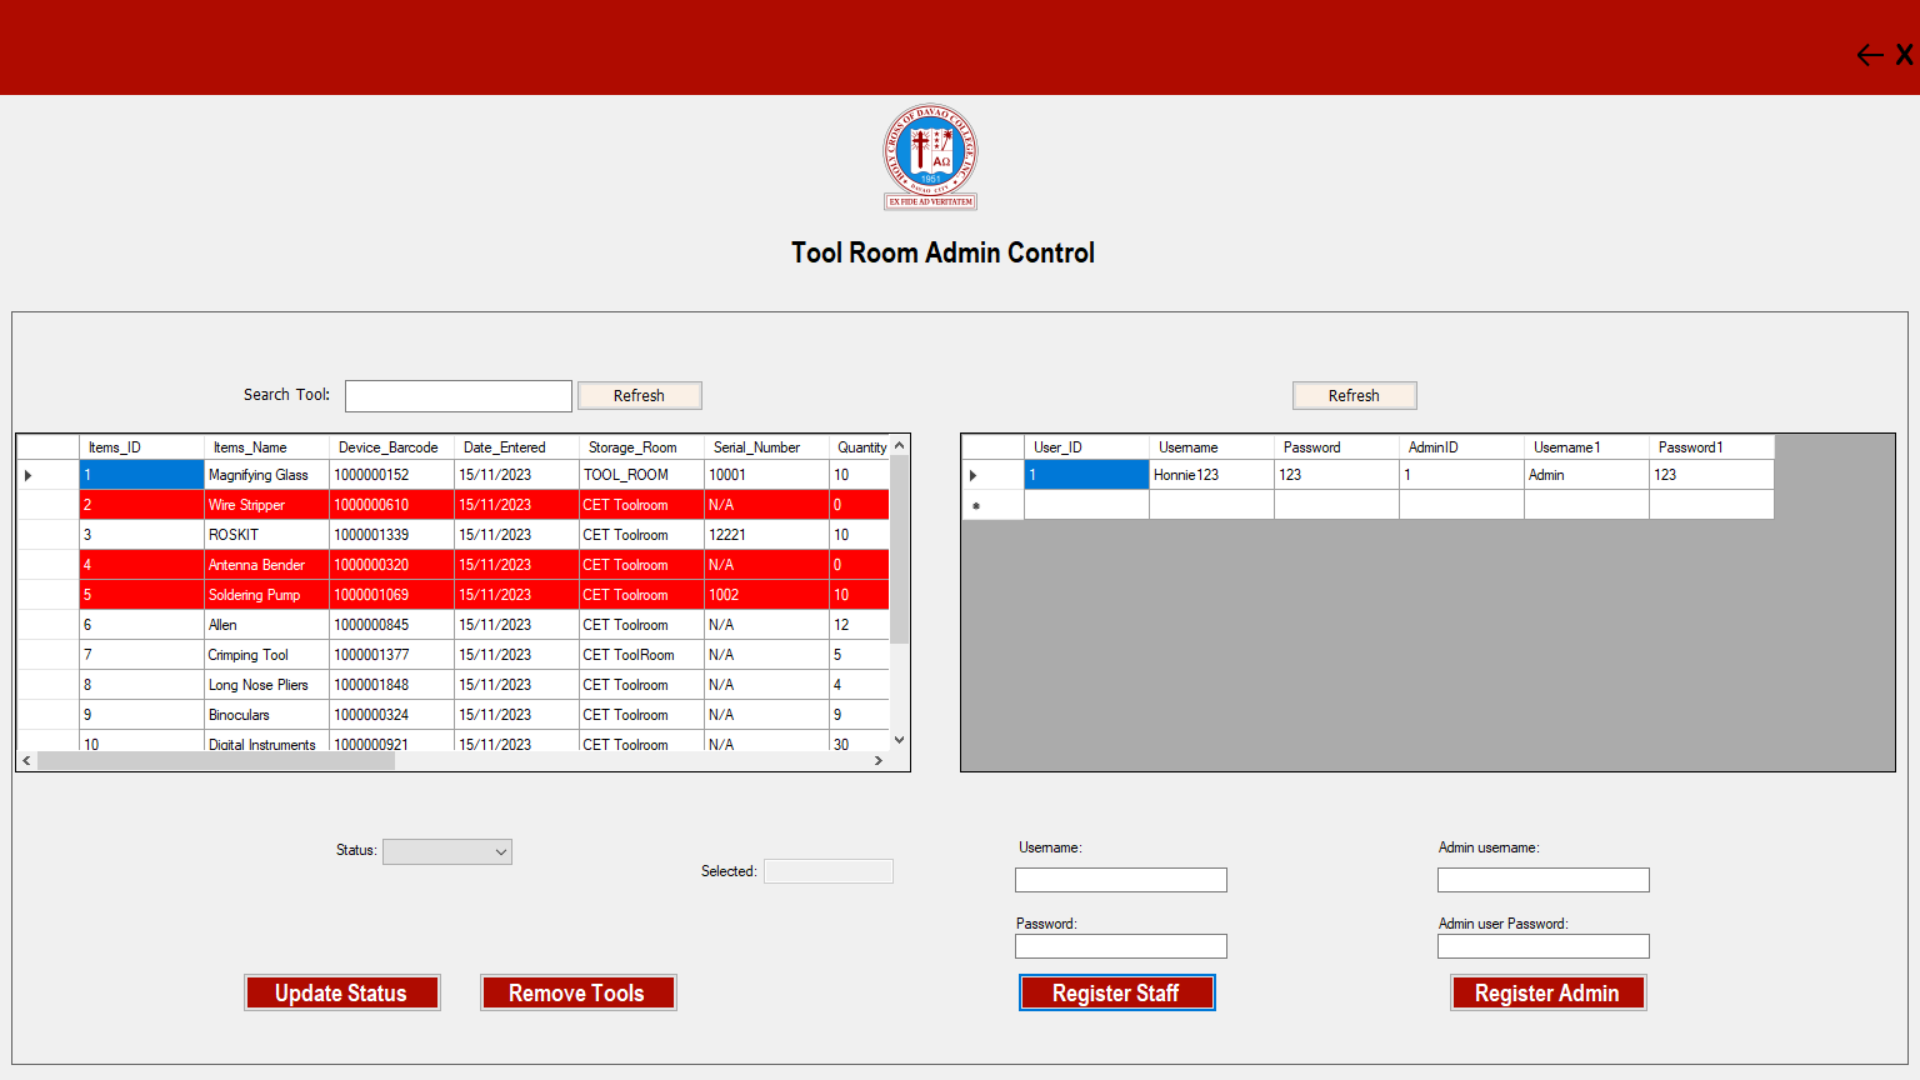 X
HOLY CROSS OF DAVAO COLLEGE, INC.
ΑΩ
1951
DAVAO CITY
EX FIDE AD VERITATEM
Tool Room Admin Control
Search Tool:
Refresh
Refresh
Items_ID Items_Name Device_Barcode Date_Entered Storage_Room Serial_Number Quantity
1 Magnifying Glass 1000000152 15/11/2023 TOOL_ROOM 10001 10
2 Wire Stripper 1000000610 15/11/2023 CET Toolroom N/A 0
3 ROSKIT 1000001339 15/11/2023 CET Toolroom 12221 10
4 Antenna Bender 1000000320 15/11/2023 CET Toolroom N/A 0
5 Soldering Pump 1000001069 15/11/2023 CET Toolroom 1002 10
6 Allen 1000000845 15/11/2023 CET Toolroom N/A 12
7 Crimping Tool 1000001377 15/11/2023 CET ToolRoom N/A 5
8 Long Nose Pliers 1000001848 15/11/2023 CET Toolroom N/A 4
9 Binoculars 1000000324 15/11/2023 CET Toolroom N/A 9
10 Digital Instruments 1000000921 15/11/2023 CET Toolroom N/A 30
User_ID Username Password AdminID Username1 Password1
1 Honnie123 123 1 Admin 123
Status:
Selected:
Update Status
Remove Tools
Username:
Password:
Register Staff
Admin username:
Admin user Password:
Register Admin